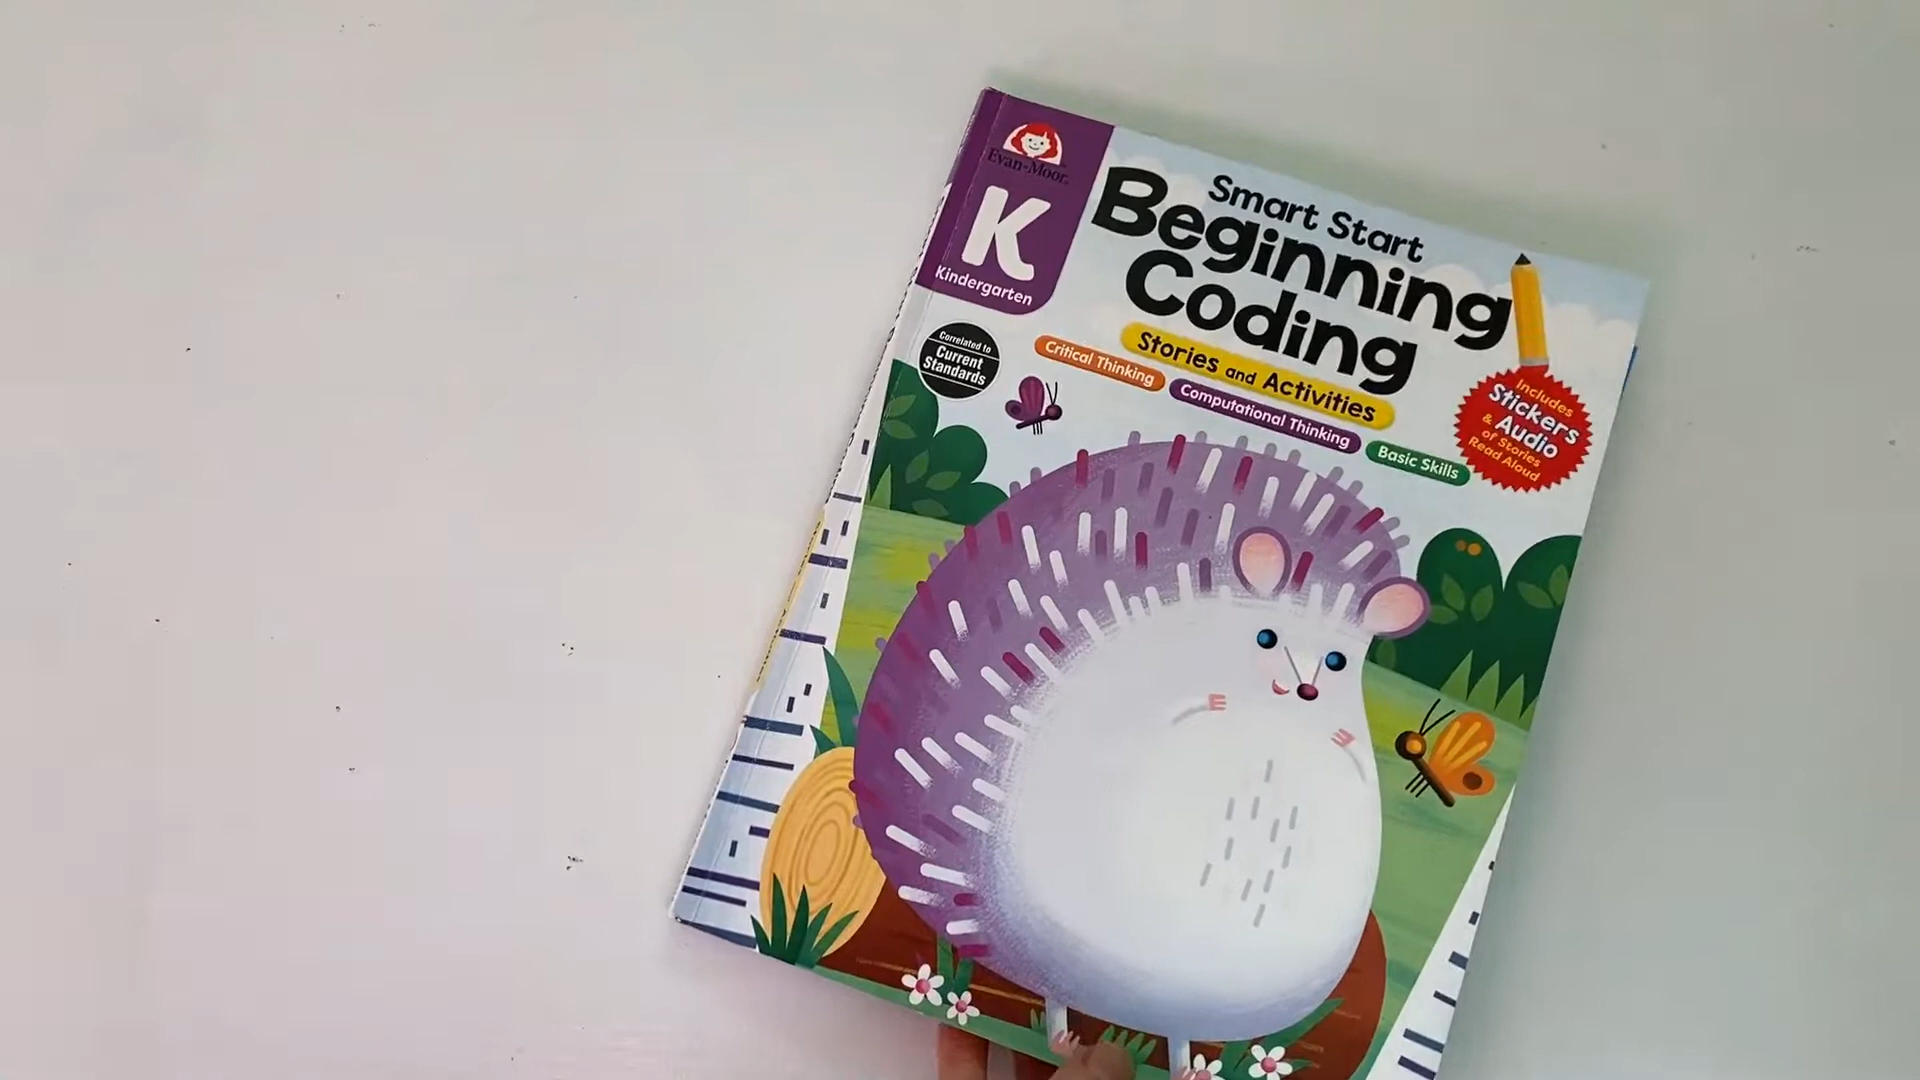 Evan-Moor
K
Kindergarten
Smart Start
Beginning
Coding
Stories and Activities
Critical Thinking
Computational Thinking
Basic Skills
Correlated to
Current
Standards
Includes
Stickers
& Audio
of Stories
Read Aloud